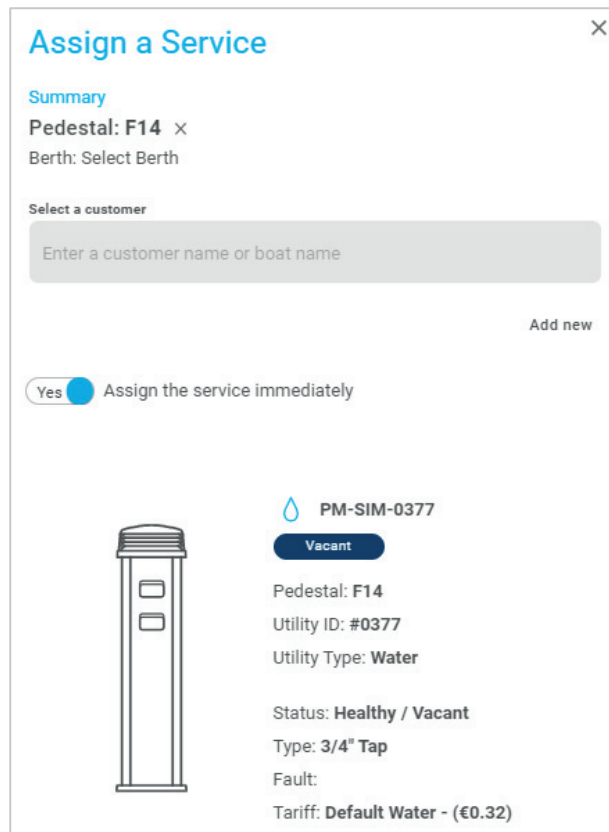 Assign a Service
Summary
Pedestal: F14 ×
Berth: Select Berth
Select a customer
Enter a customer name or boat name
Add new
Yes Assign the service immediately
PM-SIM-0377
Vacant
Pedestal: F14
Utility ID: #0377
Utility Type: Water
Status: Healthy / Vacant
Type: 3/4" Tap
Fault:
Tariff: Default Water - (€0.32)